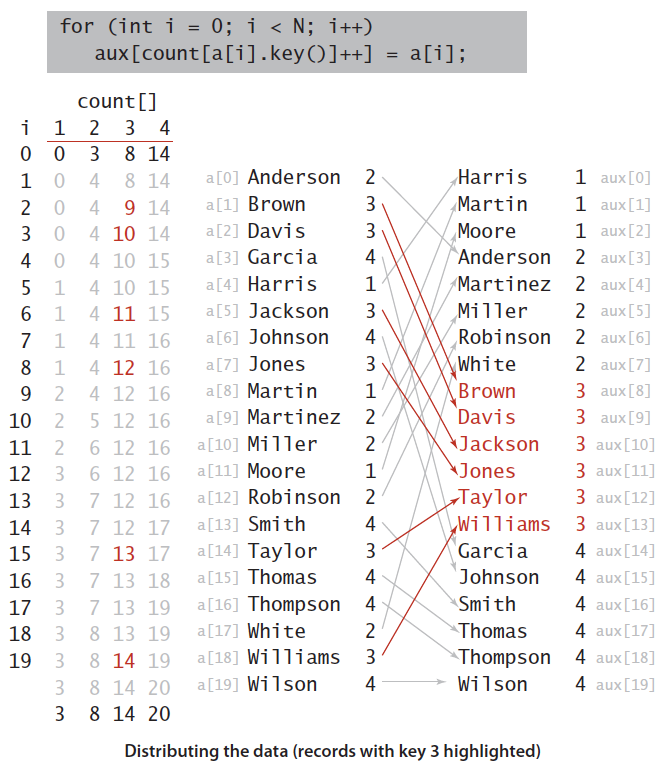 for (int i = 0; i < N; i++)
aux[count[a[i].key()]++] = a[i];
count[]
i 1 2 3 4
0 0 3 8 14
1 0 4 8 14 a[0] Anderson 2 Harris 1 aux[0]
2 0 4 9 14 a[1] Brown 3 Martin 1 aux[1]
3 0 4 10 14 a[2] Davis 3 Moore 1 aux[2]
4 0 4 10 15 a[3] Garcia 4 Anderson 2 aux[3]
5 1 4 10 15 a[4] Harris 1 Martinez 2 aux[4]
6 1 4 11 15 a[5] Jackson 3 Miller 2 aux[5]
7 1 4 11 16 a[6] Johnson 4 Robinson 2 aux[6]
8 1 4 12 16 a[7] Jones 3 White 2 aux[7]
9 2 4 12 16 a[8] Martin 1 Brown 3 aux[8]
10 2 5 12 16 a[9] Martinez 2 Davis 3 aux[9]
11 2 6 12 16 a[10] Miller 2 Jackson 3 aux[10]
12 3 6 12 16 a[11] Moore 1 Jones 3 aux[11]
13 3 7 12 16 a[12] Robinson 2 Taylor 3 aux[12]
14 3 7 12 17 a[13] Smith 4 Williams 3 aux[13]
15 3 7 13 17 a[14] Taylor 3 Garcia 4 aux[14]
16 3 7 13 18 a[15] Thomas 4 Johnson 4 aux[15]
17 3 7 13 19 a[16] Thompson 4 Smith 4 aux[16]
18 3 8 13 19 a[17] White 2 Thomas 4 aux[17]
19 3 8 14 19 a[18] Williams 3 Thompson 4 aux[18]
3 8 14 20 a[19] Wilson 4 Wilson 4 aux[19]
3 8 14 20
Distributing the data (records with key 3 highlighted)